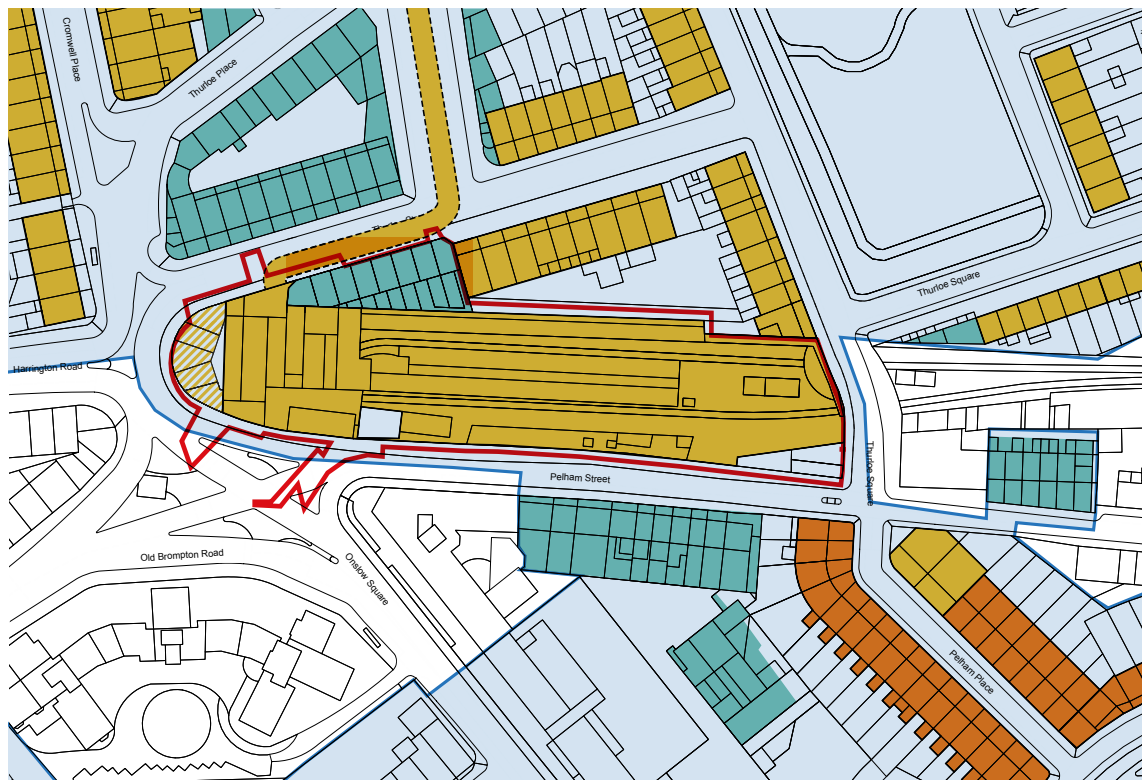 Cromwell Place
Thurloe Place
Thurloe Square
Harrington Road
Thurloe Square
Pelham Street
Old Brompton Road
Onslow Square
Pelham Place